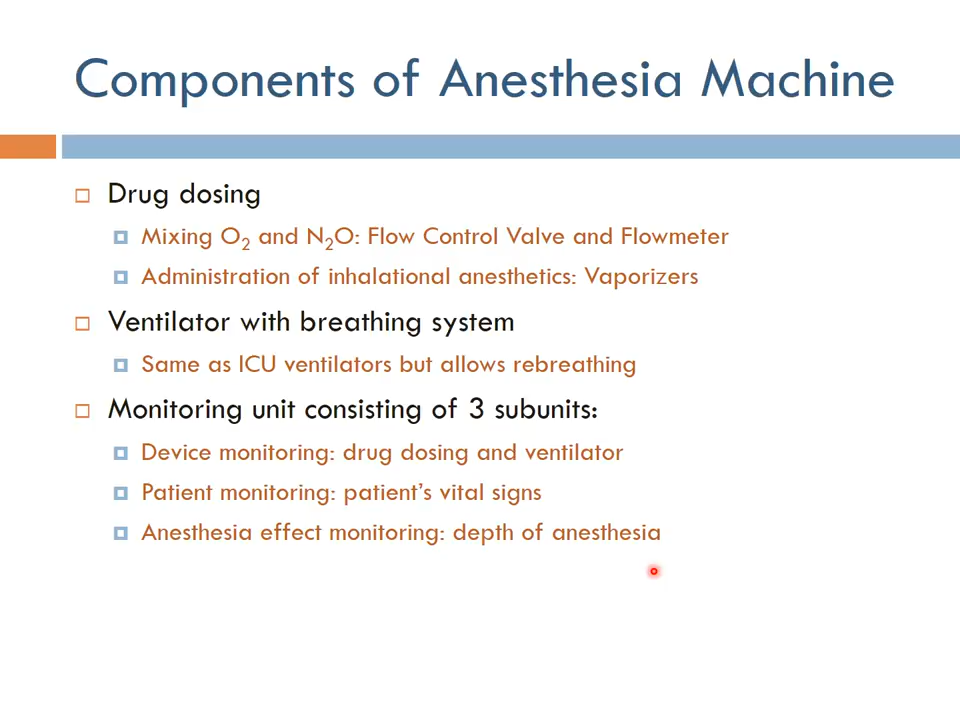 Components of Anesthesia Machine
Drug dosing
Mixing O₂ and N₂O: Flow Control Valve and Flowmeter
Administration of inhalational anesthetics: Vaporizers
Ventilator with breathing system
Same as ICU ventilators but allows rebreathing
Monitoring unit consisting of 3 subunits:
Device monitoring: drug dosing and ventilator
Patient monitoring: patient’s vital signs
Anesthesia effect monitoring: depth of anesthesia